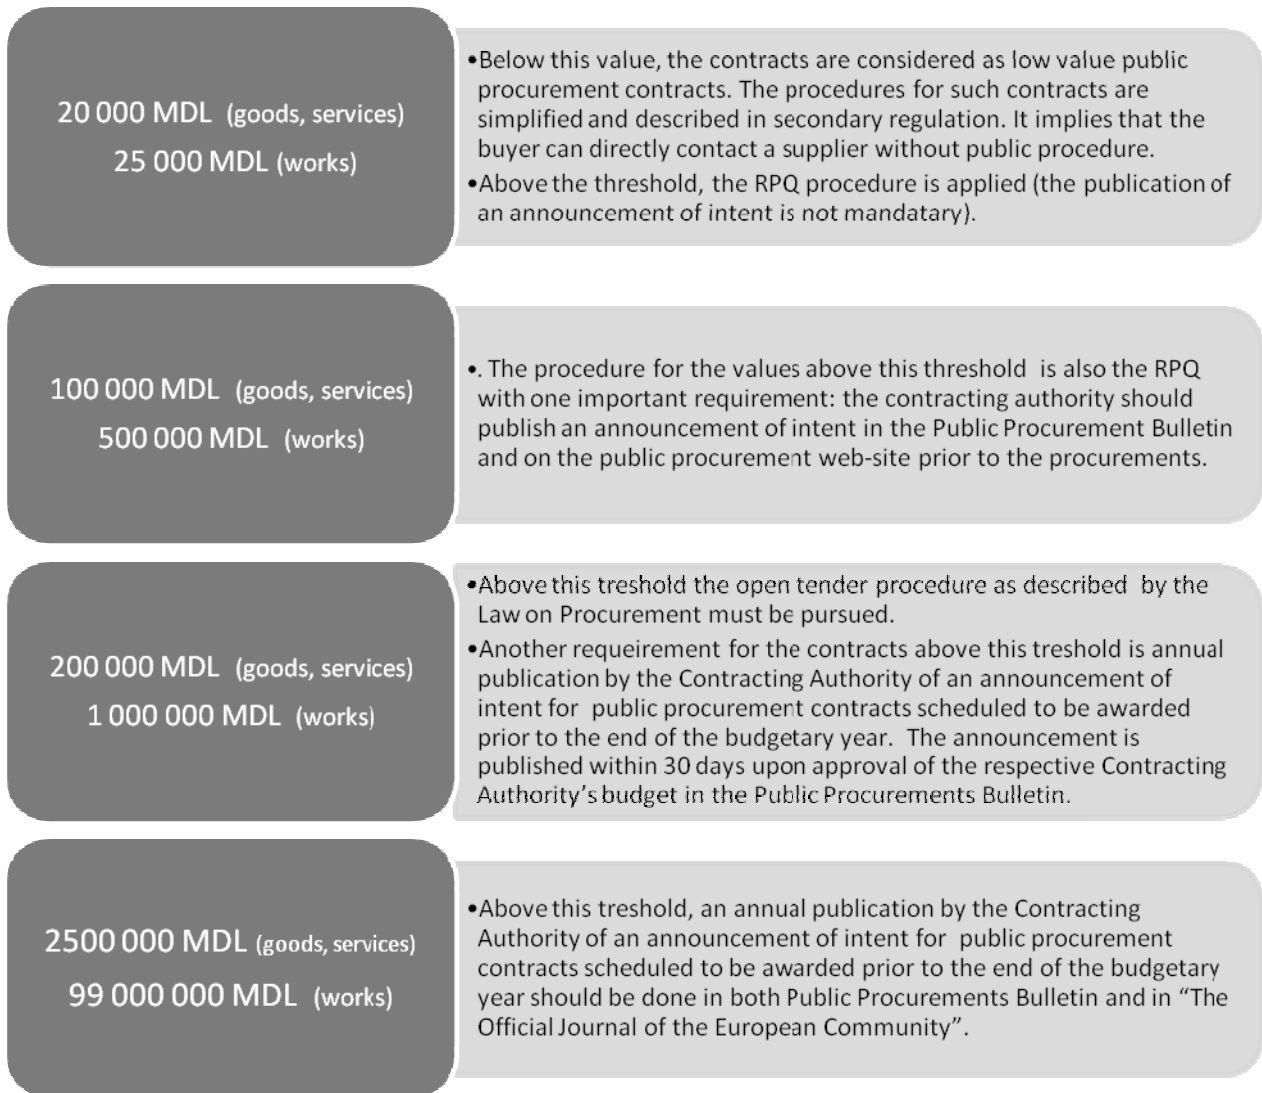 20 000 MDL (goods, services)
25 000 MDL (works)
•Below this value, the contracts are considered as low value public
procurement contracts. The procedures for such contracts are
simplified and described in secondary regulation. It implies that the
buyer can directly contact a supplier without public procedure.
•Above the threshold, the RPQ procedure is applied (the publication of
an announcement of intent is not mandatary).
100 000 MDL (goods, services)
500 000 MDL (works)
•. The procedure for the values above this threshold is also the RPQ
with one important requirement: the contracting authority should
publish an announcement of intent in the Public Procurement Bulletin
and on the public procurement web-site prior to the procurements.
200 000 MDL (goods, services)
1 000 000 MDL (works)
•Above this treshold the open tender procedure as described by the
Law on Procurement must be pursued.
•Another requeirement for the contracts above this treshold is annual
publication by the Contracting Authority of an announcement of
intent for public procurement contracts scheduled to be awarded
prior to the end of the budgetary year. The announcement is
published within 30 days upon approval of the respective Contracting
Authority's budget in the Public Procurements Bulletin.
2500 000 MDL (goods, services)
99 000 000 MDL (works)
•Above this treshold, an annual publication by the Contracting
Authority of an announcement of intent for public procurement
contracts scheduled to be awarded prior to the end of the budgetary
year should be done in both Public Procurements Bulletin and in “The
Official Journal of the European Community”.